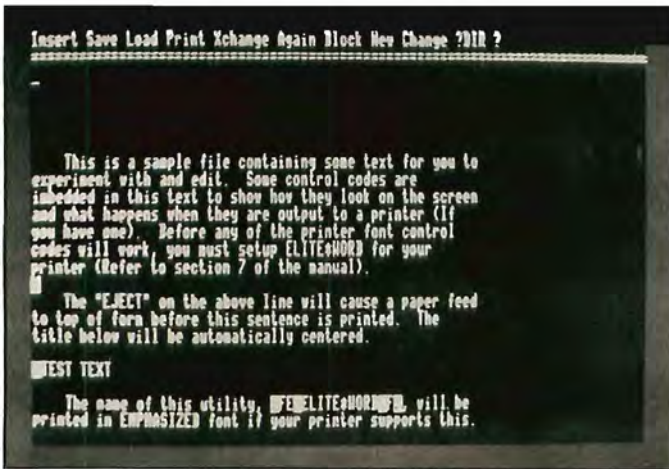 Insert Save Load Print Xchange Again Block New Change ?DIR ?
This is a sample file containing some text for you to
experiment with and edit. Some control codes are
imbedded in this text to show how they look on the screen
and what happens when they are output to a printer (If
you have one). Before any of the printer font control
codes will work, you must setup ELITE*WORD for your
printer (Refer to section 7 of the manual).
The "EJECT" on the above line will cause a paper feed
to top of form before this sentence is printed. The
title below will be automatically centered.
TEST TEXT
The name of this utility, ELITE*WORD, will be
printed in EMPHASIZED font if your printer supports this.